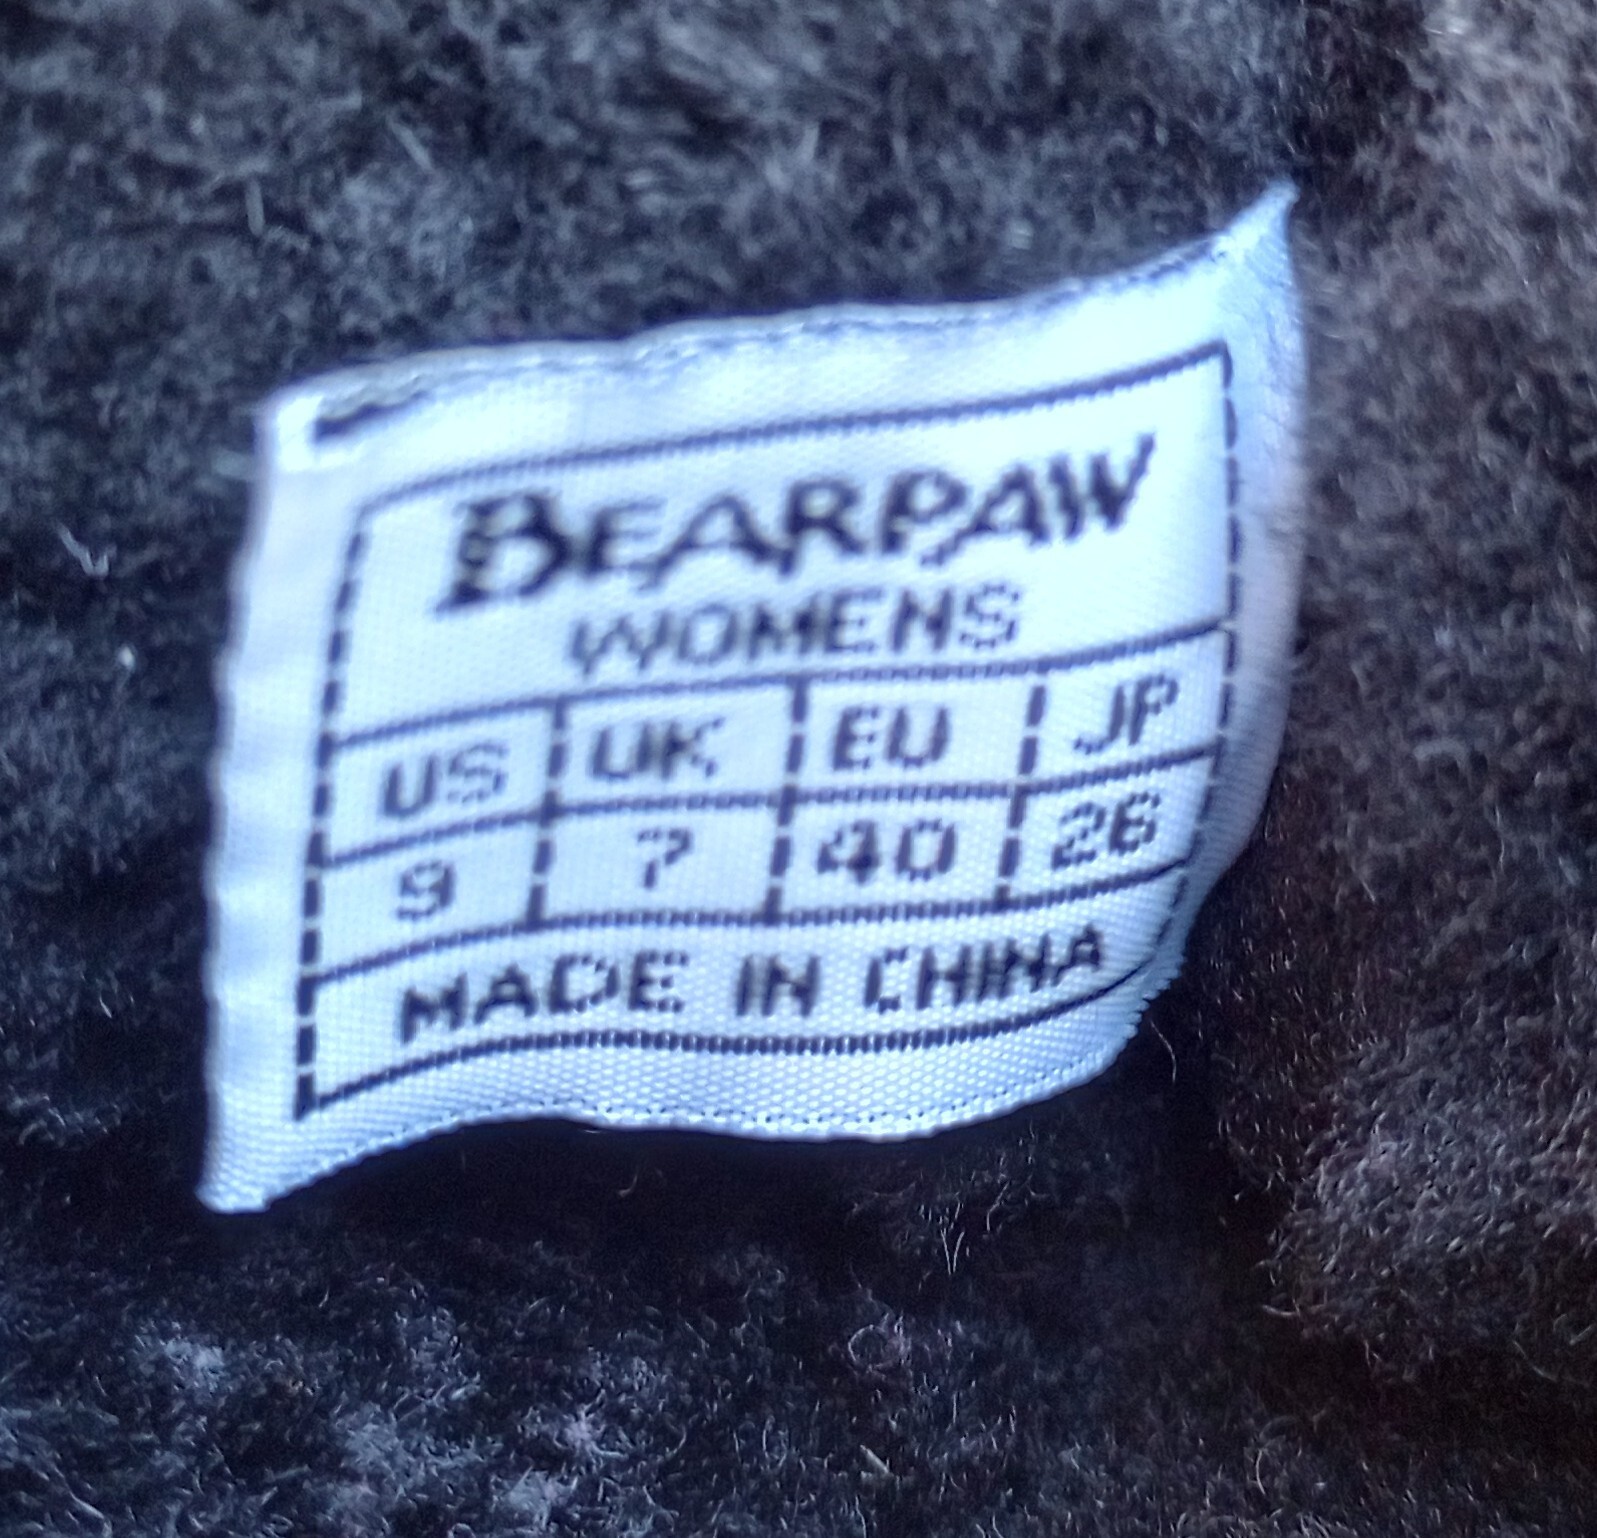 BEARPAW
WOMENS
US UK EU JP
9 7 40 26
MADE IN CHINA